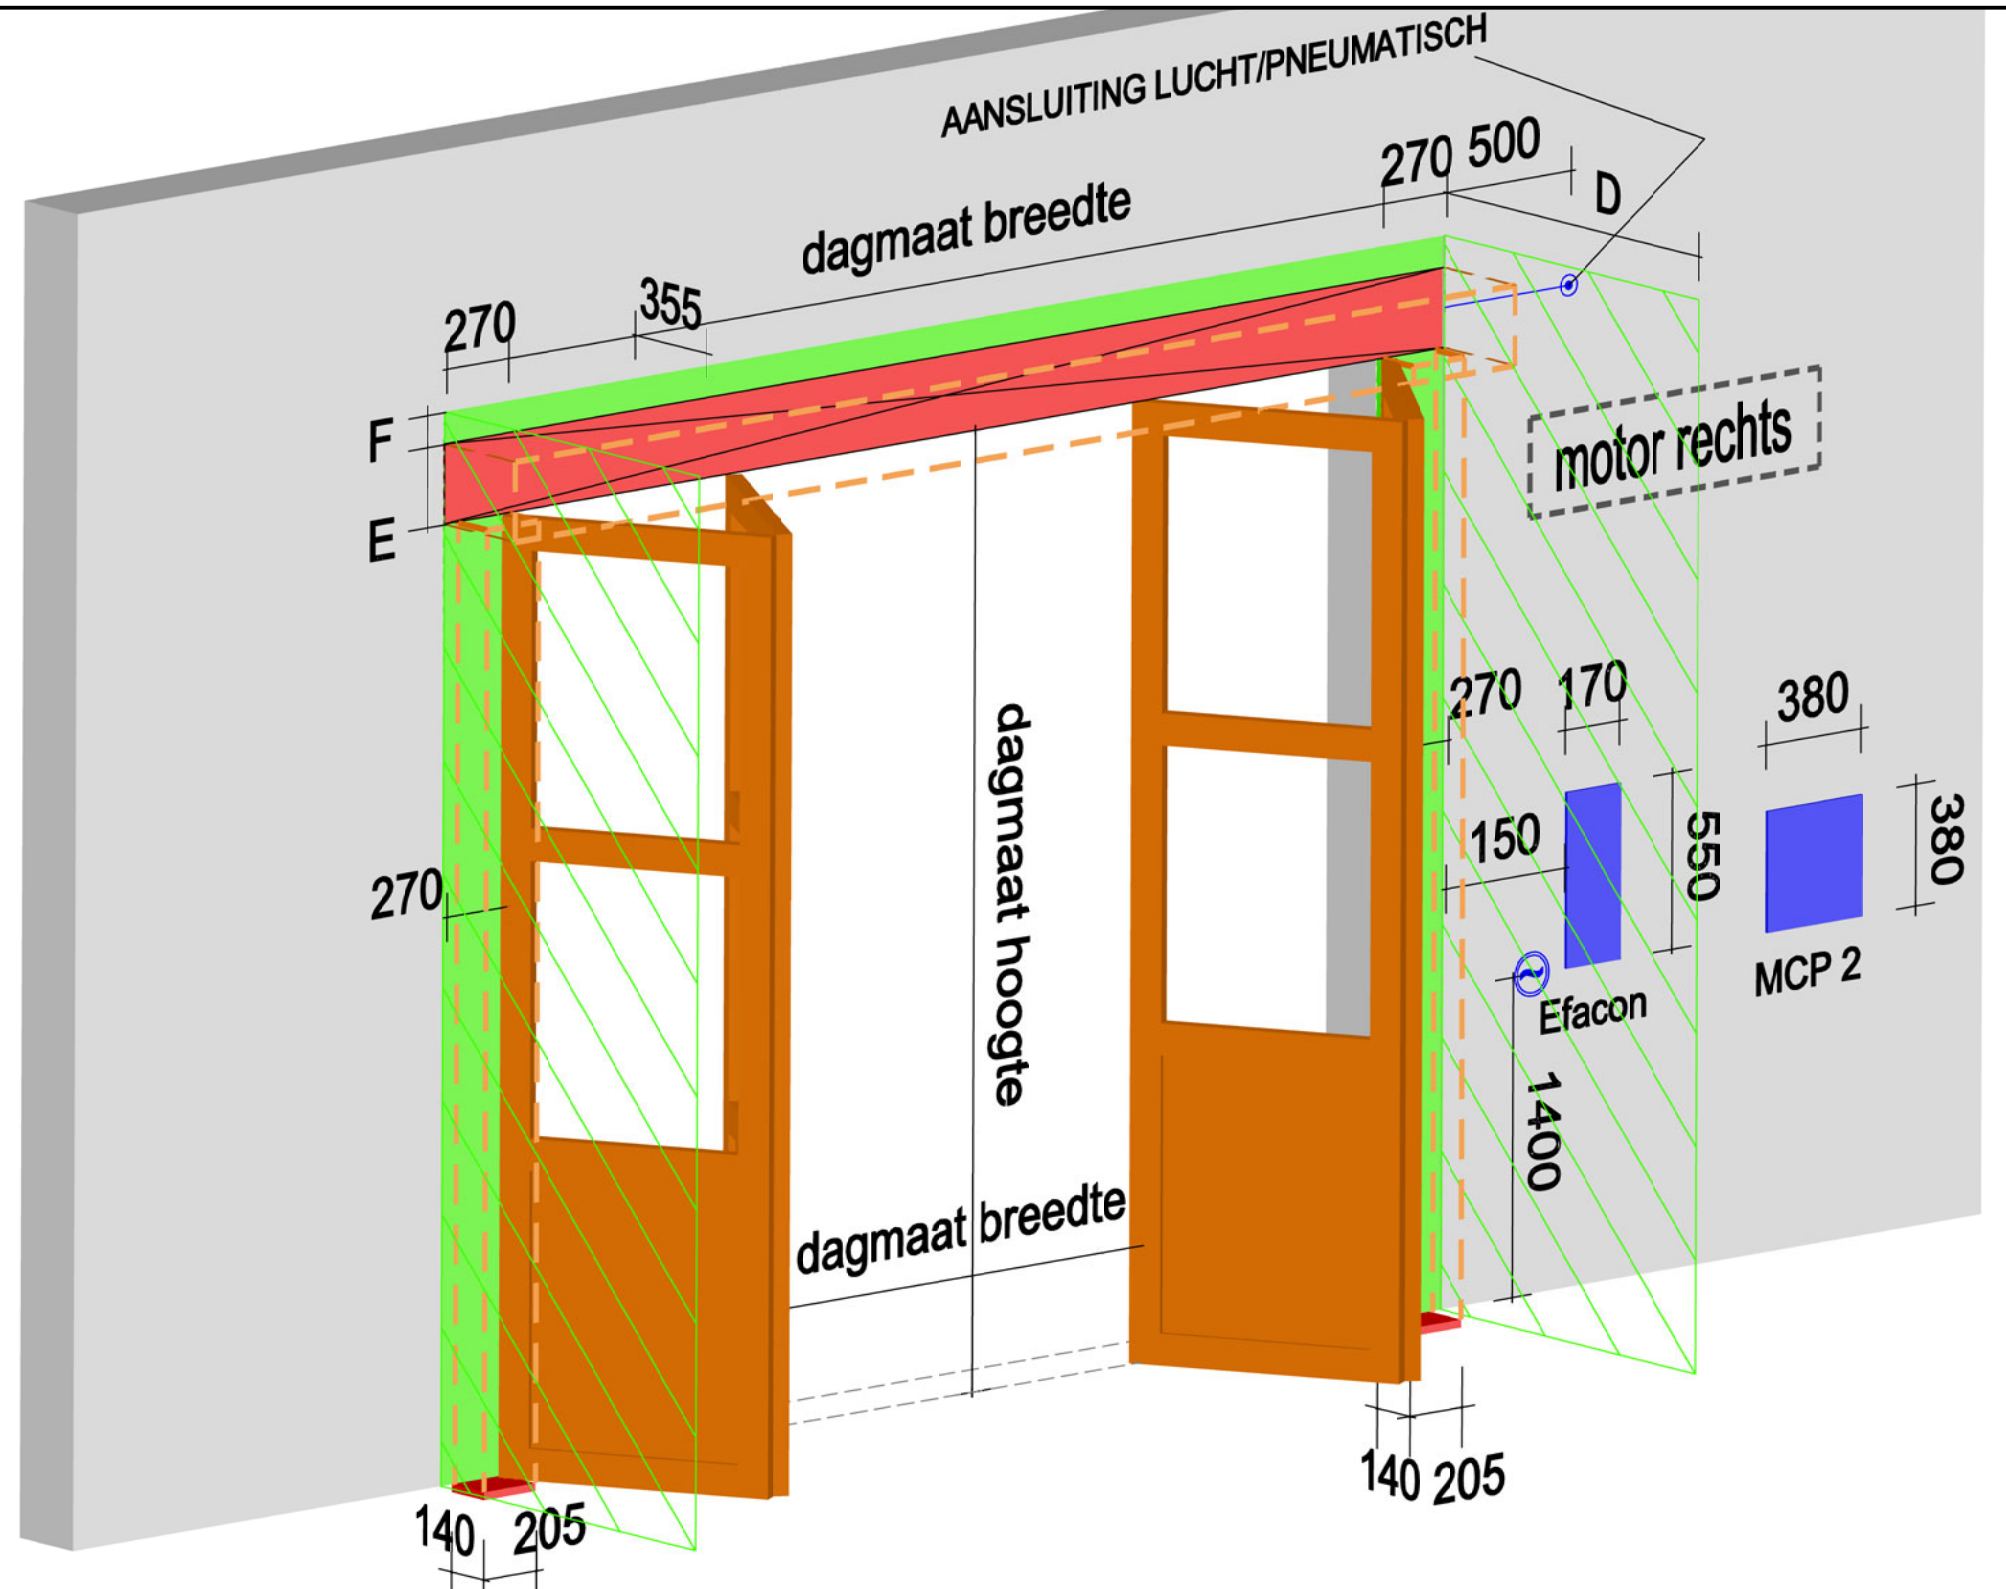 AANSLUITING LUCHT/PNEUMATISCH
270 500
D
dagmaat breedte
270
355
F
E
motor rechts
270
170
380
150
550
380
dagmaat hoogte
270
MCP 2
Efacon
1400
dagmaat breedte
140 205
140 205